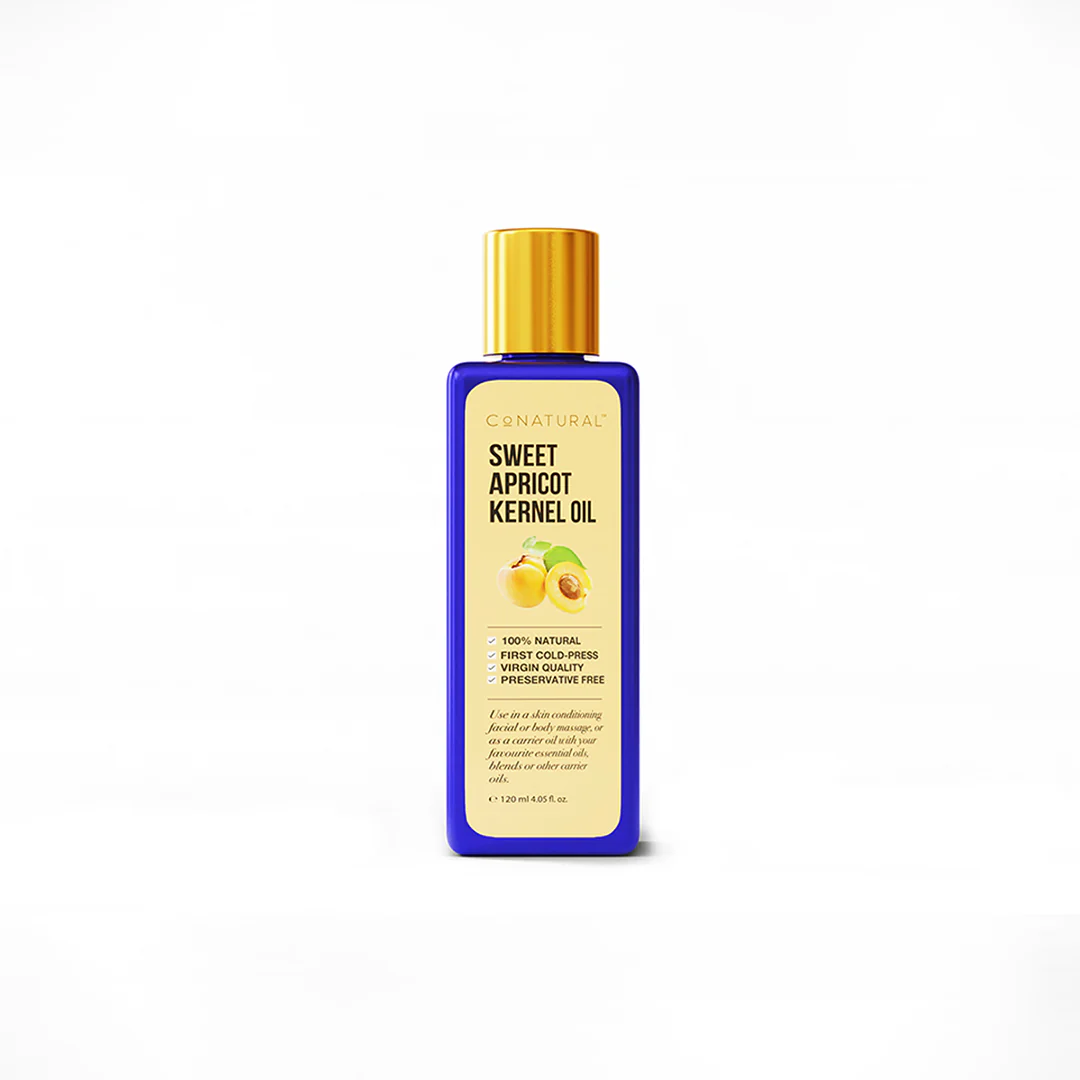 CONATURAL™
SWEET
APRICOT
KERNEL OIL
100% NATURAL
FIRST COLD-PRESS
VIRGIN QUALITY
PRESERVATIVE FREE
Use in a skin conditioning
facial or body massage, or
as a carrier oil with your
favourite essential oils,
blends or other carrier
oils.
℮ 120 ml 4.05 fl. oz.